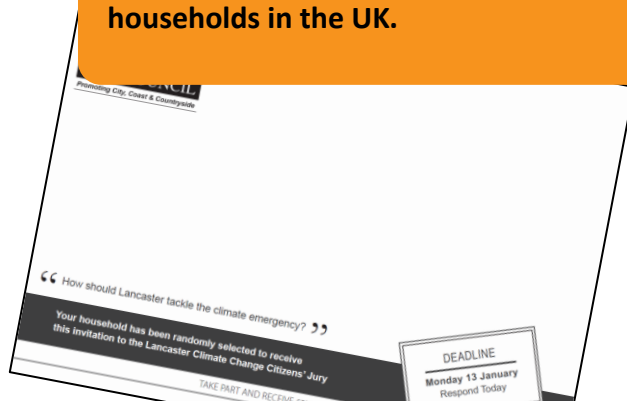 households in the UK.
Promoting City, Coast & Countryside
“ How should Lancaster tackle the climate emergency? ”
Your household has been randomly selected to receive
this invitation to the Lancaster Climate Change Citizens' Jury
TAKE PART AND RECEIVE
DEADLINE
Monday 13 January
Respond Today